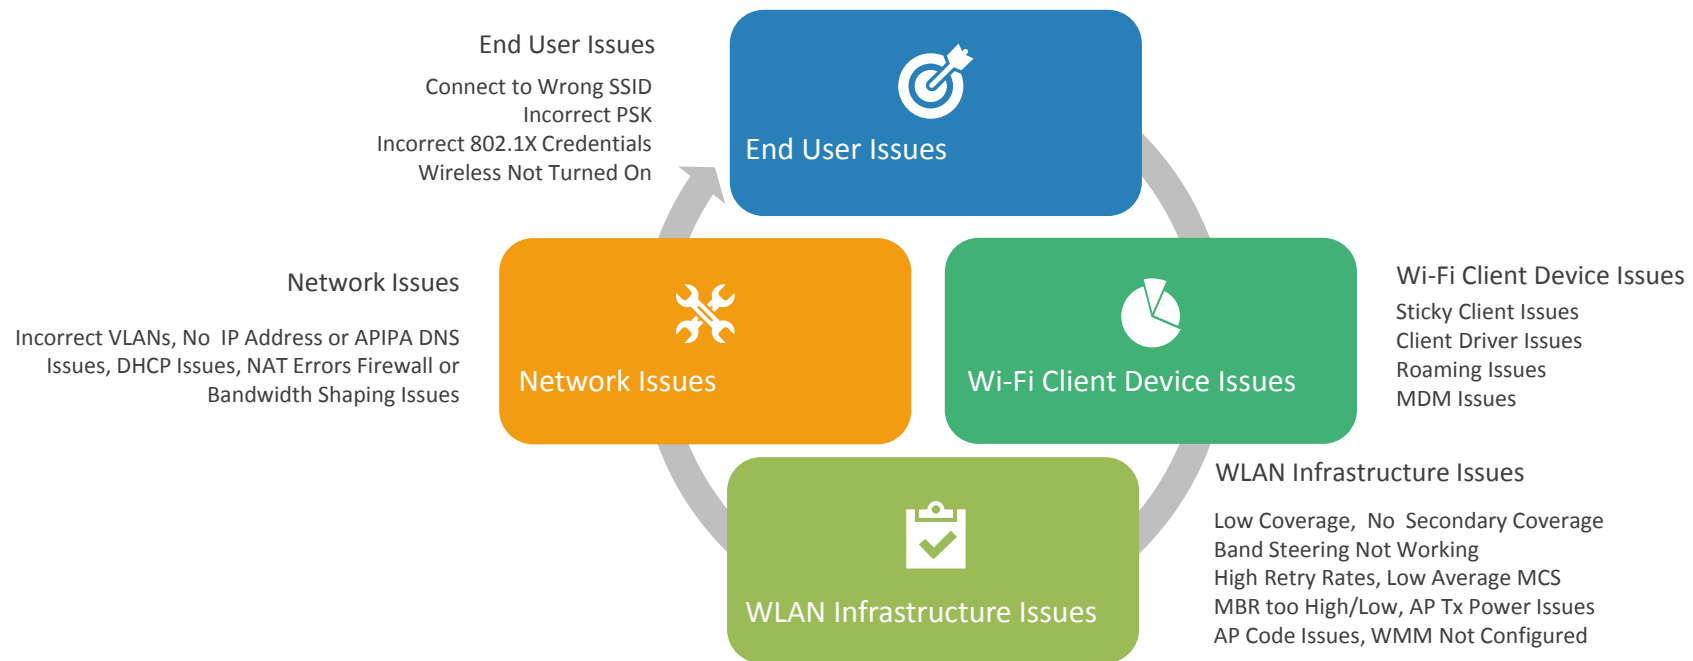 End User Issues
Connect to Wrong SSID
Incorrect PSK
Incorrect 802.1X Credentials
Wireless Not Turned On
End User Issues
Network Issues
Incorrect VLANs, No  IP Address or APIPA DNS
Issues, DHCP Issues, NAT Errors Firewall or
Bandwidth Shaping Issues
Network Issues
Wi-Fi Client Device Issues
Wi-Fi Client Device Issues
Sticky Client Issues
Client Driver Issues
Roaming Issues
MDM Issues
WLAN Infrastructure Issues
WLAN Infrastructure Issues
Low Coverage,  No  Secondary Coverage
Band Steering Not Working
High Retry Rates, Low Average MCS
MBR too High/Low, AP Tx Power Issues
AP Code Issues, WMM Not Configured